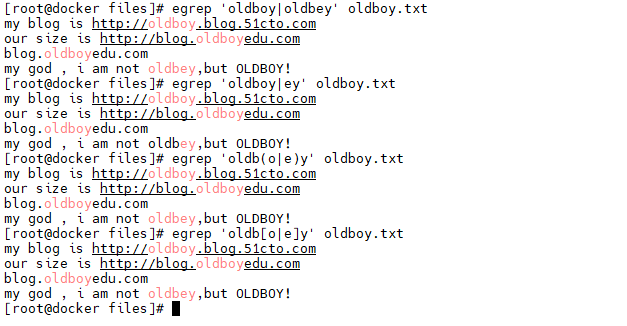 [root@docker files]# egrep 'oldboy|oldbey' oldboy.txt
my blog is http://oldboy.blog.51cto.com
our size is http://blog.oldboyedu.com
blog.oldboyedu.com
my god , i am not oldbey,but OLDBOY!
[root@docker files]# egrep 'oldboy|ey' oldboy.txt
my blog is http://oldboy.blog.51cto.com
our size is http://blog.oldboyedu.com
blog.oldboyedu.com
my god , i am not oldbey,but OLDBOY!
[root@docker files]# egrep 'oldb(o|e)y' oldboy.txt
my blog is http://oldboy.blog.51cto.com
our size is http://blog.oldboyedu.com
blog.oldboyedu.com
my god , i am not oldbey,but OLDBOY!
[root@docker files]# egrep 'oldb[o|e]y' oldboy.txt
my blog is http://oldboy.blog.51cto.com
our size is http://blog.oldboyedu.com
blog.oldboyedu.com
my god , i am not oldbey,but OLDBOY!
[root@docker files]#